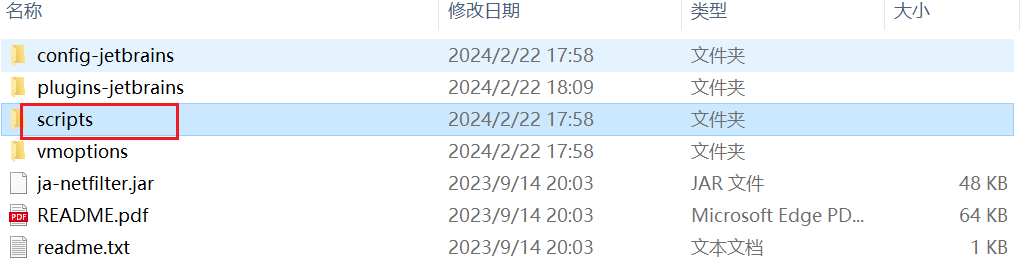 名称 修改日期 类型 大小
config-jetbrains 2024/2/22 17:58 文件夹
plugins-jetbrains 2024/2/22 18:09 文件夹
scripts 2024/2/22 17:58 文件夹
vmoptions 2024/2/22 17:58 文件夹
ja-netfilter.jar 2023/9/14 20:03 JAR 文件 48 KB
PDF README.pdf 2023/9/14 20:03 Microsoft Edge PD... 64 KB
readme.txt 2023/9/14 20:03 文本文档 1 KB